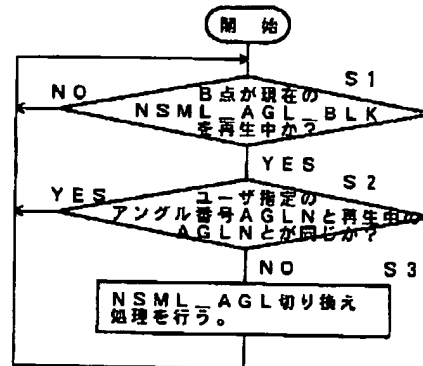 開 始
S1
NO
B点が現在の
NSML_AGL_BLK
を再生中か?
YES
S2
YES
ユーザ指定の
アングル番号AGLNと再生中の
AGLNとが同じか?
NO
S3
NSML_AGL切り換え
処理を行う。